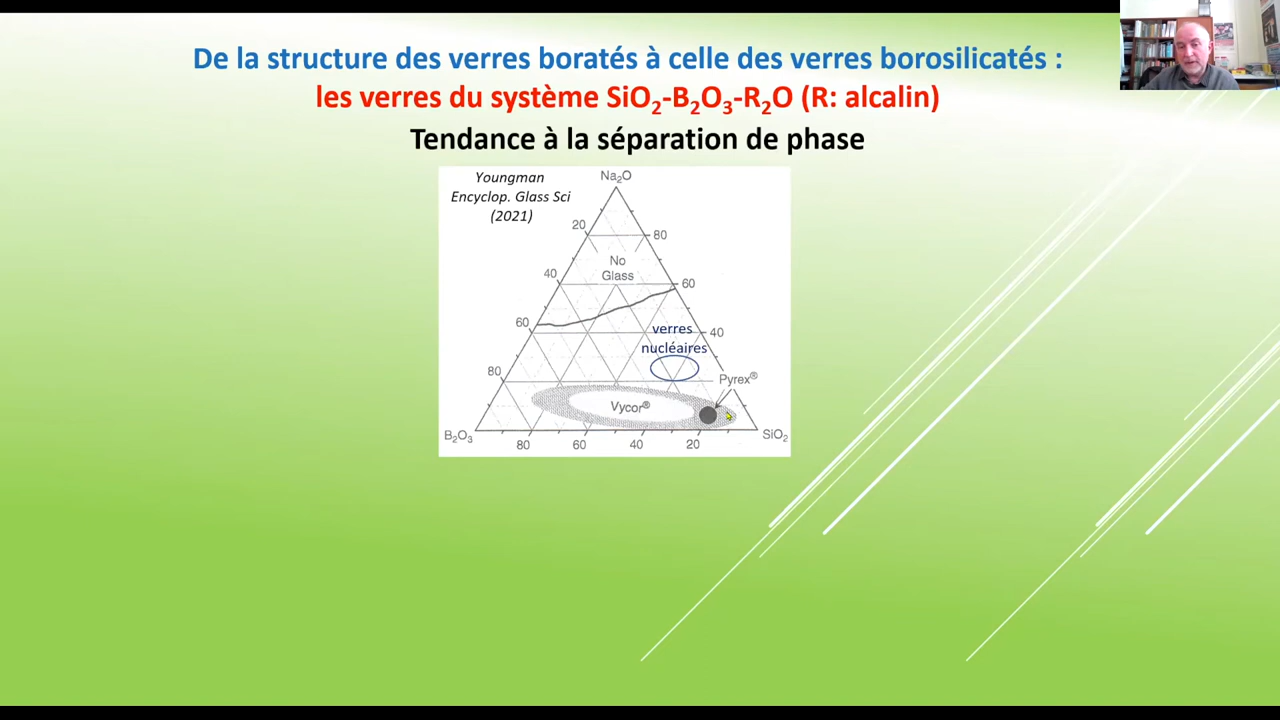 De la structure des verres boratés à celle des verres borosilicatés :
les verres du système SiO2-B2O3-R2O (R: alcalin)
Tendance à la séparation de phase
Youngman
Encyclop. Glass Sci
(2021)
Na2O
20
80
No
Glass
40
60
60
verres
nucléaires
40
80
Pyrex®
Vycor®
B2O3
SiO2
80
60
40
20